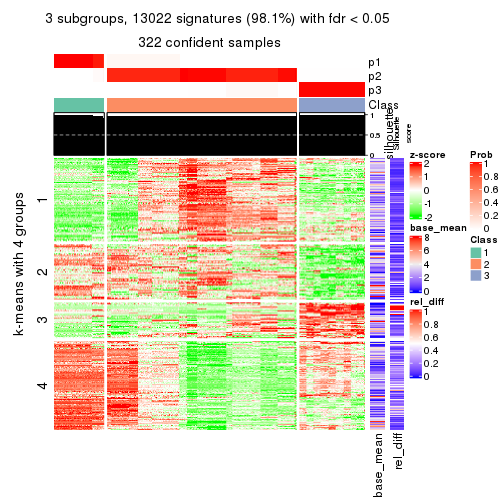 3 subgroups, 13022 signatures (98.1%) with fdr < 0.05
322 confident samples
p1
p2
p3
Class
1
0.5
0
silhouette
Silhouette
score
k-means with 4 groups
1
2
3
4
base_mean
rel_diff
z-score
2
1
0
-1
-2
base_mean
8
6
4
2
0
rel_diff
1
0.8
0.6
0.4
0.2
0
Prob
1
0.8
0.6
0.4
0.2
0
Class
1
2
3